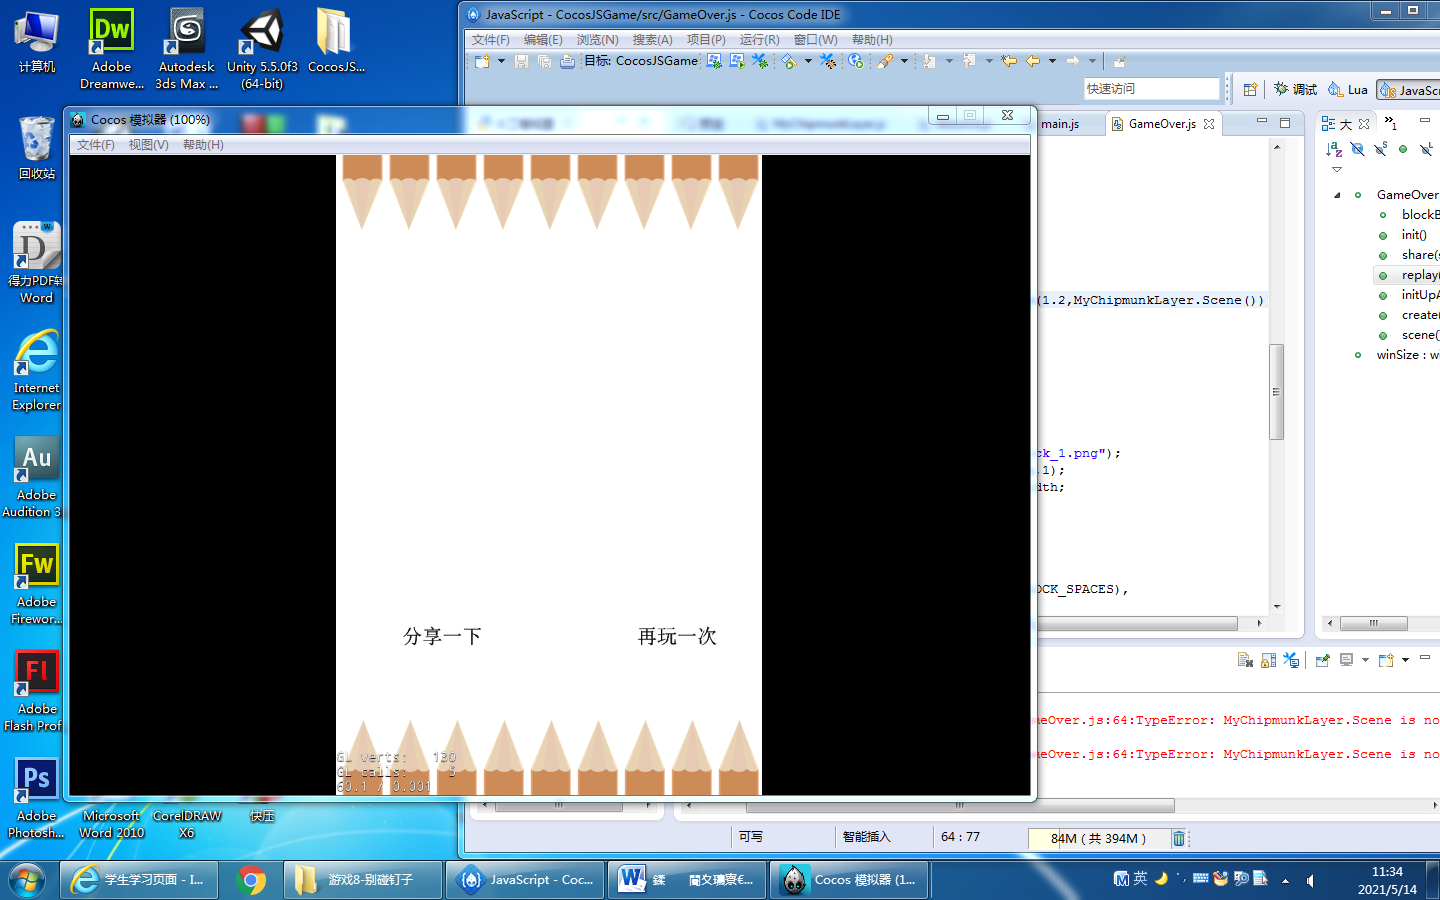 计算机
Adobe Dreamwe...
Autodesk 3ds Max ...
Unity 5.5.0f3 (64-bit)
CocosJS...
回收站
得力PDF转 Word
Internet Explorer
Adobe Audition 3.
Adobe Firewor...
Adobe Flash Prof.
Adobe Photosh...
Microsoft Word 2010
CorelDRAW X6
快压
JavaScript - CocosJSGame/src/GameOver.js - Cocos Code IDE
文件(F) 编辑(E) 浏览(N) 搜索(A) 项目(P) 运行(R) 窗口(W) 帮助(H)
目标: CocosJSGame
快速访问
调试
Lua
JavaScr
main.js
GameOver.js
大
GameOver
blockB
init()
share(
replay(
initUpA
create(
scene(
winSize : w
(1.2,MyChipmunkLayer.Scene())
ck_1.png");
.1);
dth;
OCK_SPACES),
eOver.js:64:TypeError: MyChipmunkLayer.Scene is no
eOver.js:64:TypeError: MyChipmunkLayer.Scene is no
可写
智能插入
64 : 77
84M ( 共 394M )
Cocos 模拟器 (100%)
文件(F) 视图(V) 帮助(H)
分享一下
再玩一次
GL verts: 130
GL calls: 5
60.1 / 0.001
学生学习页面 - I...
游戏8-别碰钉子
JavaScript - Coc...
Cocos 模拟器 (1...
英
11:34
2021/5/14